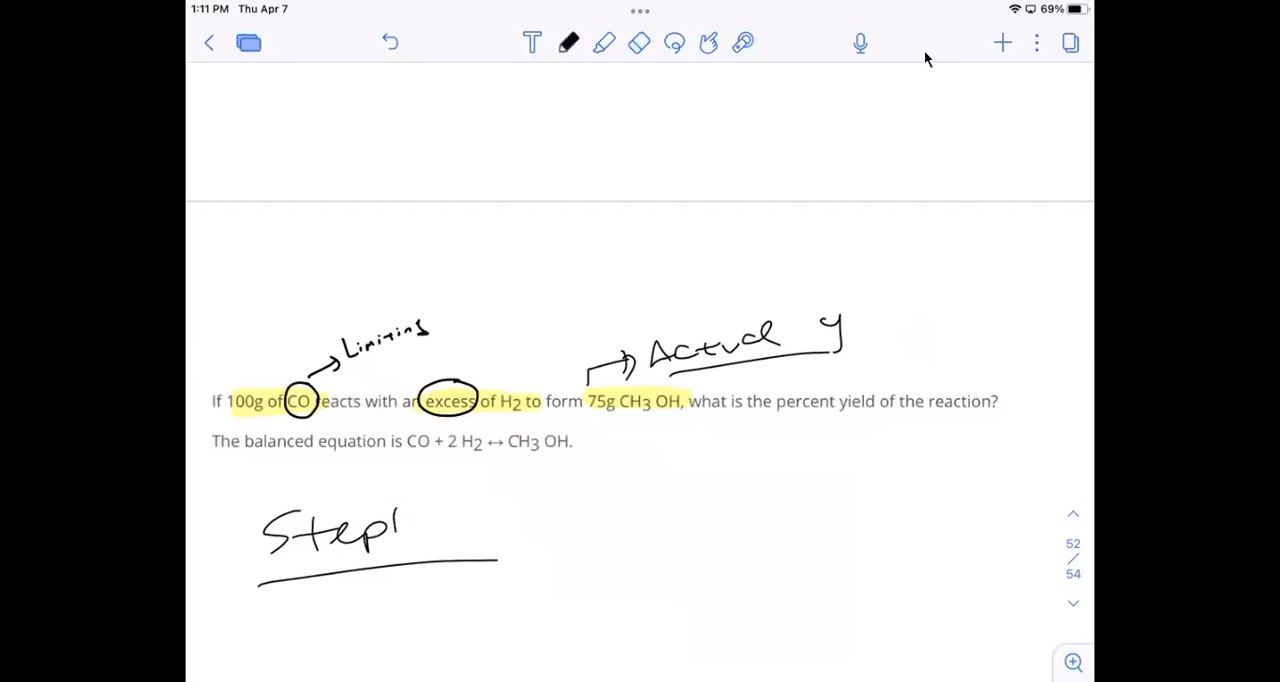 1:11 PM Thu Apr 7
69%
Limiting
Actual y
If 100g of CO reacts with an excess of H2 to form 75g CH3 OH, what is the percent yield of the reaction?
The balanced equation is CO + 2 H2 ↔ CH3 OH.
Step1
52
/
54